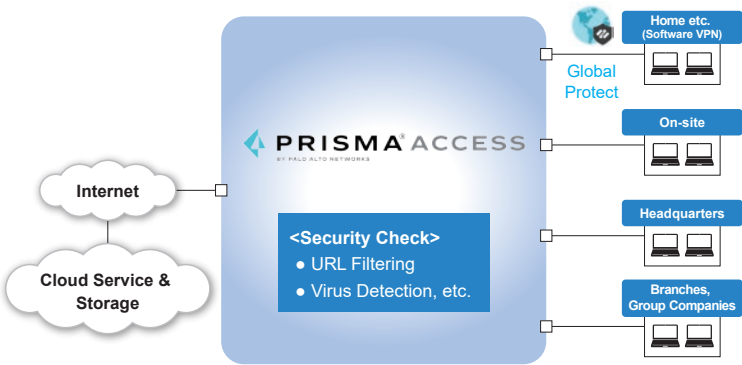 Home etc.
(Software VPN)
Global
Protect
On-site
PRISMA® ACCESS
BY PALO ALTO NETWORKS
Internet
Headquarters
<Security Check>
● URL Filtering
● Virus Detection, etc.
Cloud Service &
Storage
Branches,
Group Companies